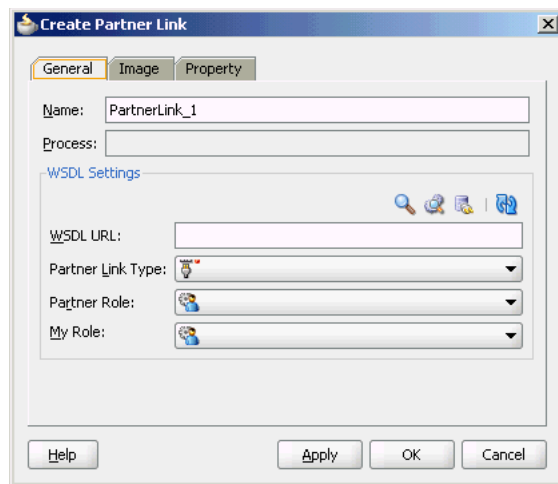 Create Partner Link
General Image Property
Name: PartnerLink_1
Process:
WSDL Settings
WSDL URL:
Partner Link Type:
Partner Role:
My Role:
Help Apply OK Cancel